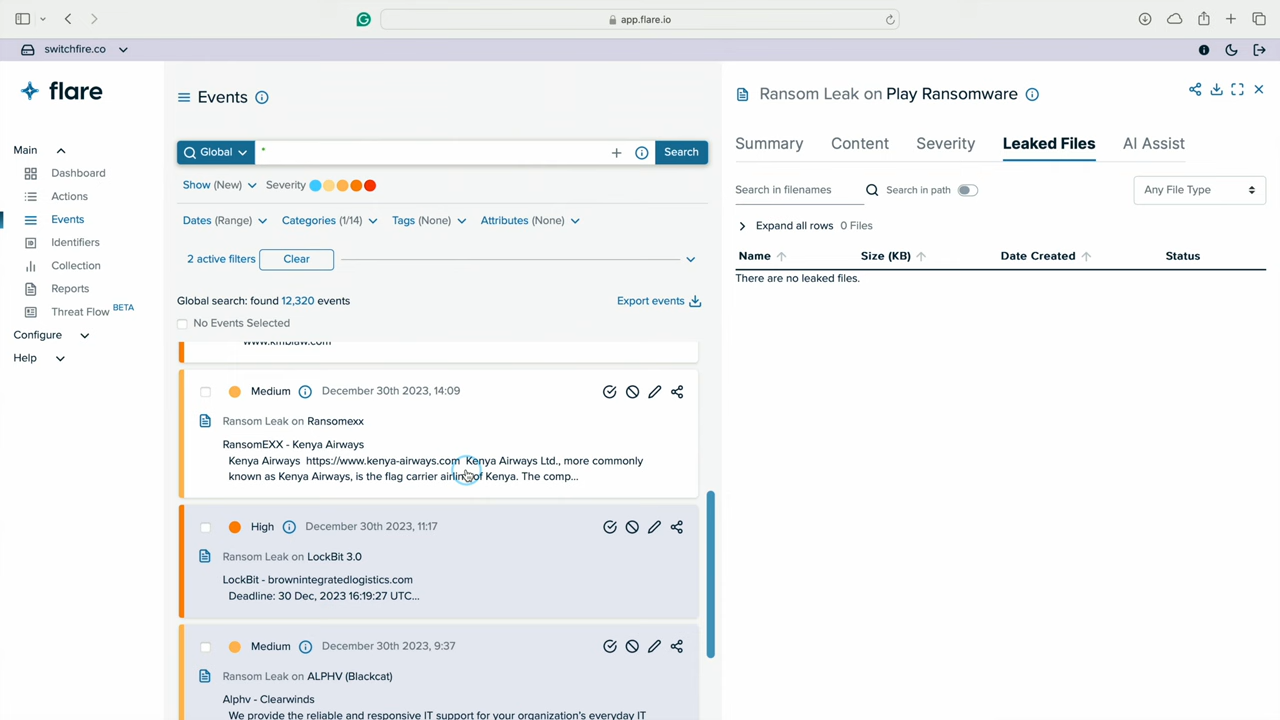 app.flare.io
switchfire.co
flare
Main
Dashboard
Actions
Events
Identifiers
Collection
Reports
Threat Flow BETA
Configure
Help
Events
Global
*
Search
Show (New)
Severity
Dates (Range)
Categories (1/14)
Tags (None)
Attributes (None)
2 active filters
Clear
Global search: found 12,320 events
Export events
No Events Selected
www.kmblaw.com
Medium
December 30th 2023, 14:09
Ransom Leak on Ransomexx
RansomEXX - Kenya Airways
Kenya Airways https://www.kenya-airways.com Kenya Airways Ltd., more commonly
known as Kenya Airways, is the flag carrier airline of Kenya. The comp...
High
December 30th 2023, 11:17
Ransom Leak on LockBit 3.0
LockBit - brownintegratedlogistics.com
Deadline: 30 Dec, 2023 16:19:27 UTC...
Medium
December 30th 2023, 9:37
Ransom Leak on ALPHV (Blackcat)
Alphv - Clearwinds
We provide the reliable and responsive IT support for your organization's everyday IT
Ransom Leak on Play Ransomware
Summary
Content
Severity
Leaked Files
AI Assist
Search in filenames
Search in path
Any File Type
Expand all rows
0 Files
Name
Size (KB)
Date Created
Status
There are no leaked files.